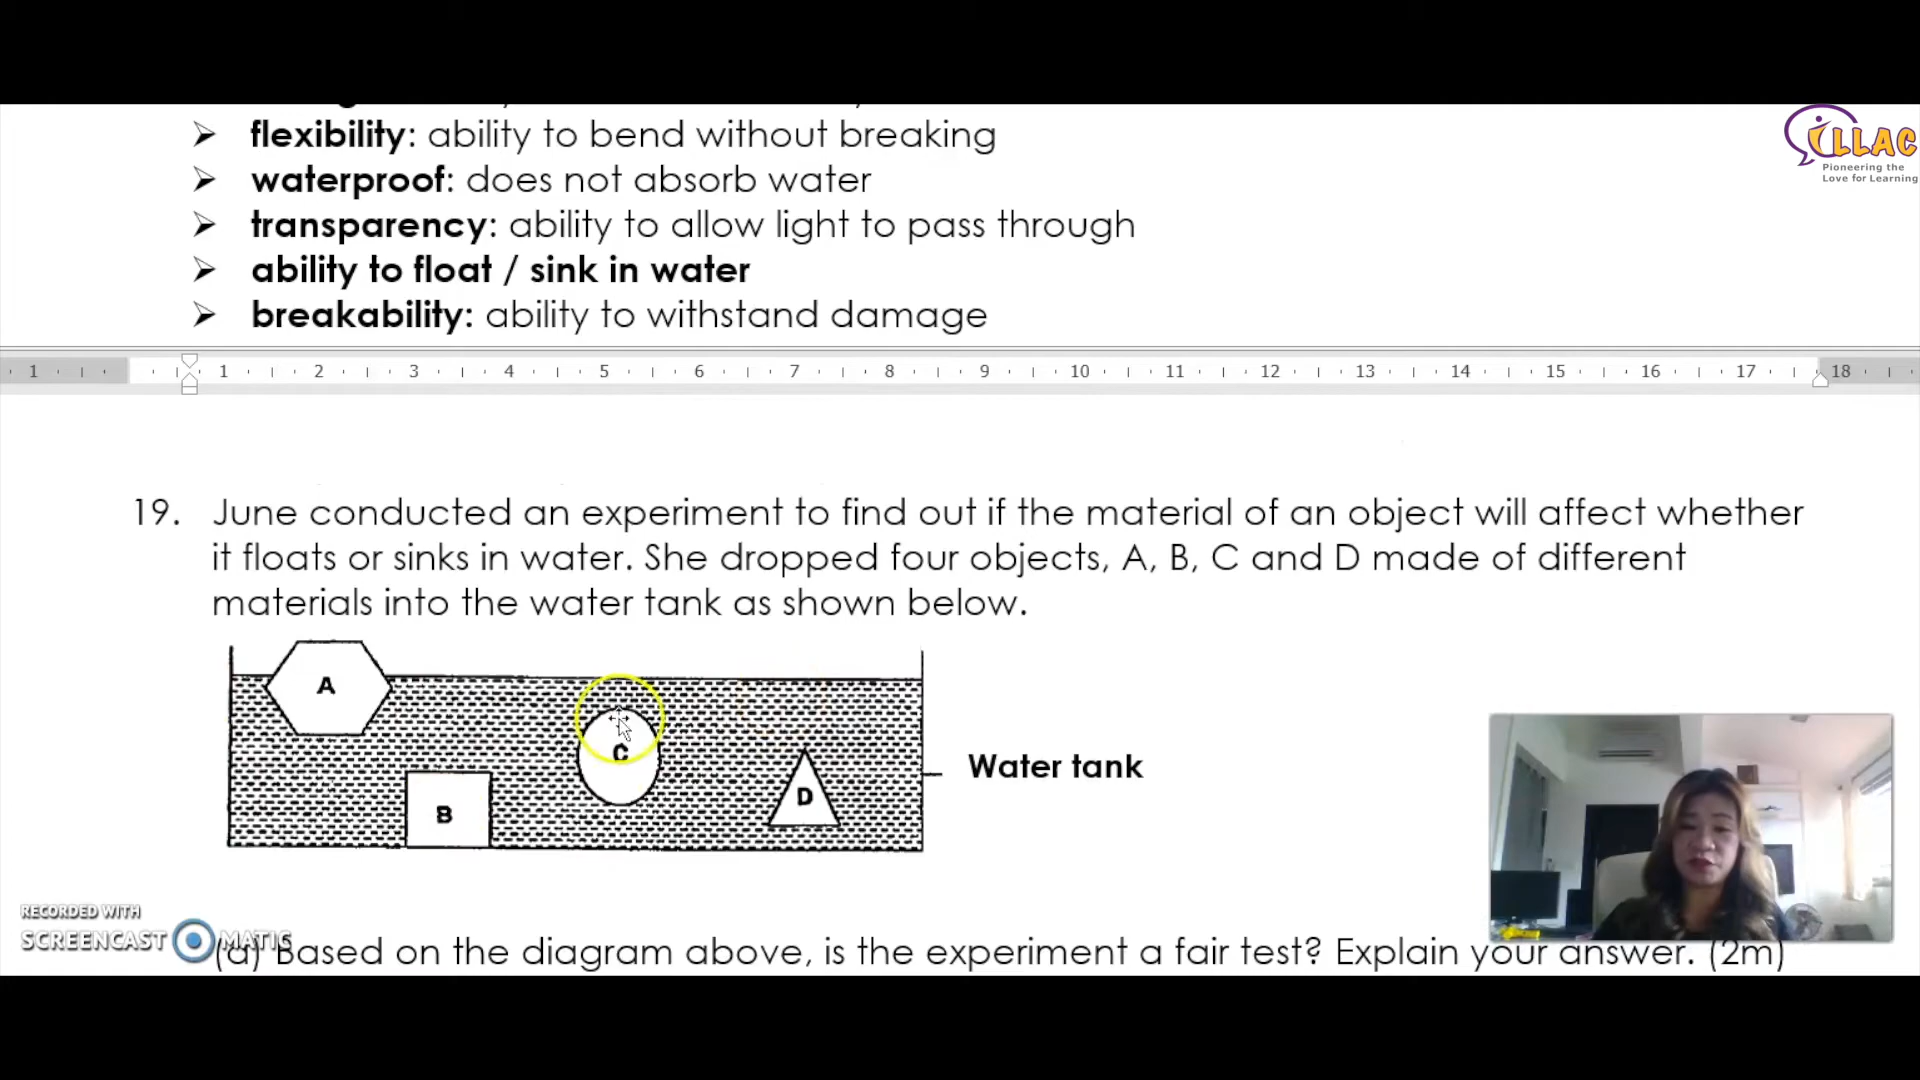 flexibility: ability to bend without breaking
waterproof: does not absorb water
transparency: ability to allow light to pass through
ability to float / sink in water
breakability: ability to withstand damage
iLLAC
Pioneering the
Love for Learning
1 1 2 3 4 5 6 7 8 9 10 11 12 13 14 15 16 17 18
19. June conducted an experiment to find out if the material of an object will affect whether
it floats or sinks in water. She dropped four objects, A, B, C and D made of different
materials into the water tank as shown below.
A
B
C
D
Water tank
RECORDED WITH
SCREENCAST MATIC
(a) Based on the diagram above, is the experiment a fair test? Explain your answer. (2m)